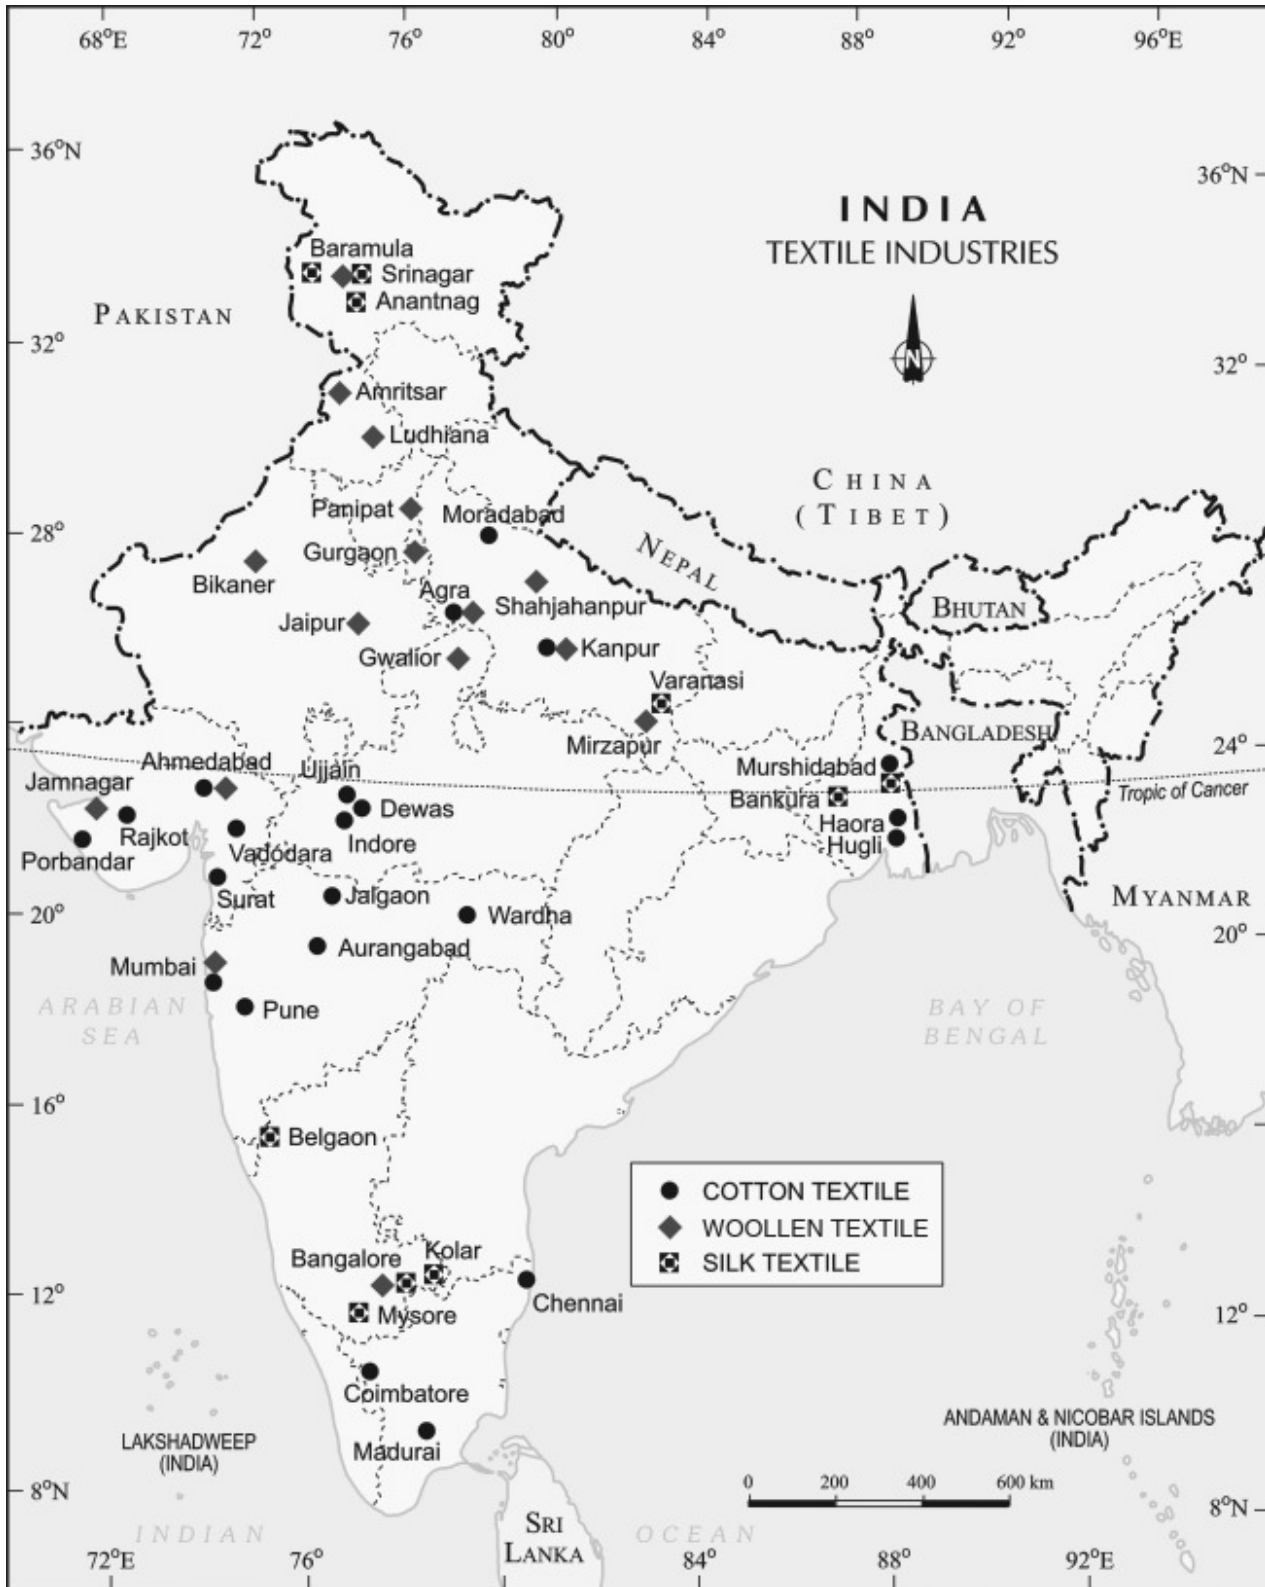 68°E 72° 76° 80° 84° 88° 92° 96°E
36°N
36°N
INDIA
TEXTILE INDUSTRIES
Baramula
Srinagar
Anantnag
PAKISTAN
N
32°
32°
Amritsar
Ludhiana
CHINA
(TIBET)
Panipat
Moradabad
28°
28°
NEPAL
Gurgaon
Bikaner
Agra
Shahjahanpur
BHUTAN
Jaipur
Gwalior
Kanpur
Varanasi
Mirzapur
BANGLADESH
24°
Ahmedabad
Ujjain
Murshidabad
Jamnagar
Dewas
Bankura
Tropic of Cancer
Rajkot
Haora
Porbandar
Vadodara
Indore
Hugli
Surat
Jalgaon
MYANMAR
20°
Wardha
20°
Aurangabad
Mumbai
ARABIAN
SEA
Pune
BAY OF
BENGAL
16°
Belgaon
COTTON TEXTILE
WOOLLEN TEXTILE
SILK TEXTILE
Kolar
Bangalore
12°
Chennai
12°
Mysore
Coimbatore
LAKSHADWEEP
(INDIA)
Madurai
ANDAMAN & NICOBAR ISLANDS
(INDIA)
0 200 400 600 km
8°N
8°N
INDIAN OCEAN
SRI
LANKA
72°E 76° 84° 88° 92°E